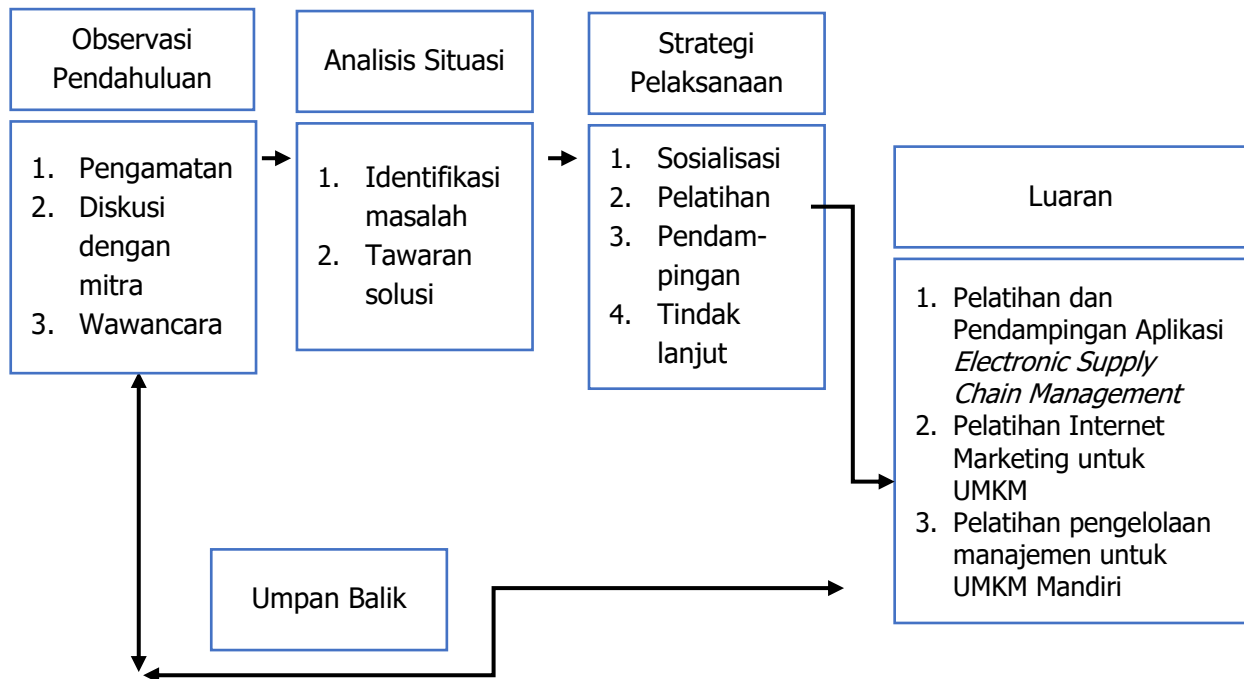 Observasi
Pendahuluan
1. Pengamatan
2. Diskusi
dengan
mitra
3. Wawancara
Analisis Situasi
1. Identifikasi
masalah
2. Tawaran
solusi
Strategi
Pelaksanaan
1. Sosialisasi
2. Pelatihan
3. Pendam-
pingan
4. Tindak
lanjut
Luaran
1. Pelatihan dan
Pendampingan Aplikasi
Electronic Supply
Chain Management
2. Pelatihan Internet
Marketing untuk
UMKM
3. Pelatihan pengelolaan
manajemen untuk
UMKM Mandiri
Umpan Balik